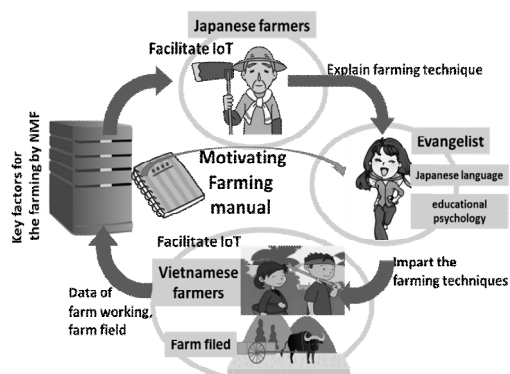 Japanese farmers
Facilitate IoT
Explain farming technique
Key factors for
the farming by NMF
Motivating
Farming
manual
Evangelist
Japanese language
educational
psychology
Facilitate IoT
Vietnamese
farmers
Impart the
farming techniques
Data of
farm working,
farm field
Farm filed